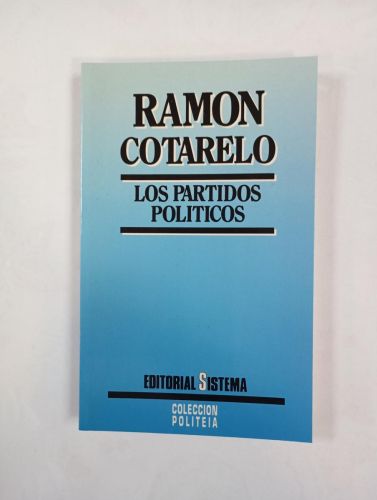 RAMON
COTARELO
LOS PARTIDOS
POLITICOS
EDITORIAL SISTEMA
COLECCION
POLITEIA